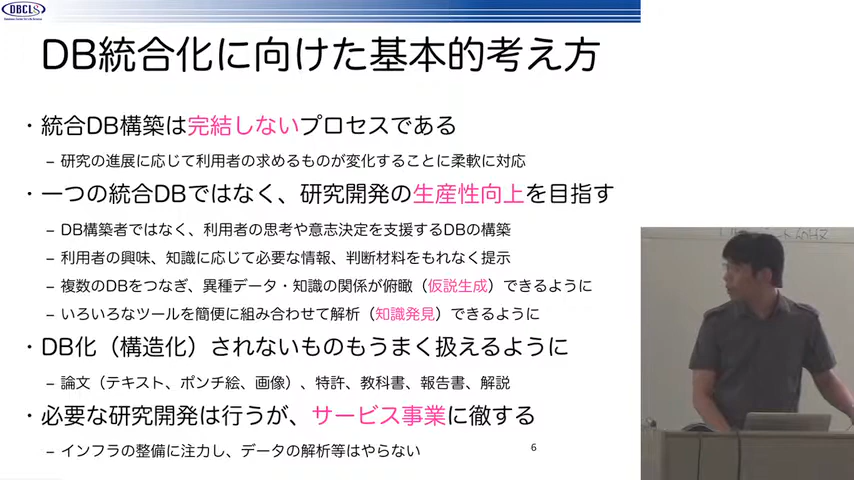 DBCLS
DB統合化に向けた基本的考え方
・統合DB構築は完結しないプロセスである
– 研究の進展に応じて利用者の求めるものが変化することに柔軟に対応
・一つの統合DBではなく、研究開発の生産性向上を目指す
– DB構築者ではなく、利用者の思考や意志決定を支援するDBの構築
– 利用者の興味、知識に応じて必要な情報、判断材料をもれなく提示
– 複数のDBをつなぎ、異種データ・知識の関係が俯瞰（仮説生成）できるように
– いろいろなツールを簡便に組み合わせて解析（知識発見）できるように
・DB化（構造化）されないものもうまく扱えるように
– 論文（テキスト、ポンチ絵、画像）、特許、教科書、報告書、解説
・必要な研究開発は行うが、サービス事業に徹する
– インフラの整備に注力し、データの解析等はやらない
6